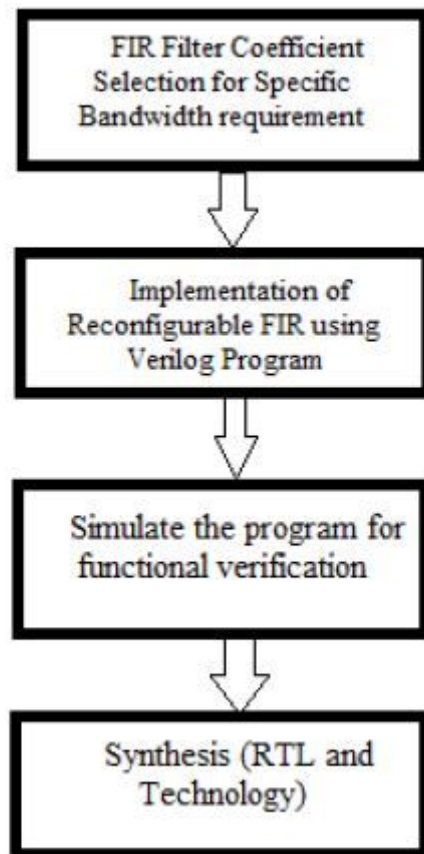 FIR Filter Coefficient
Selection for Specific
Bandwidth requirement
Implementation of
Reconfigurable FIR using
Verilog Program
Simulate the program for
functional verification
Synthesis (RTL and
Technology)